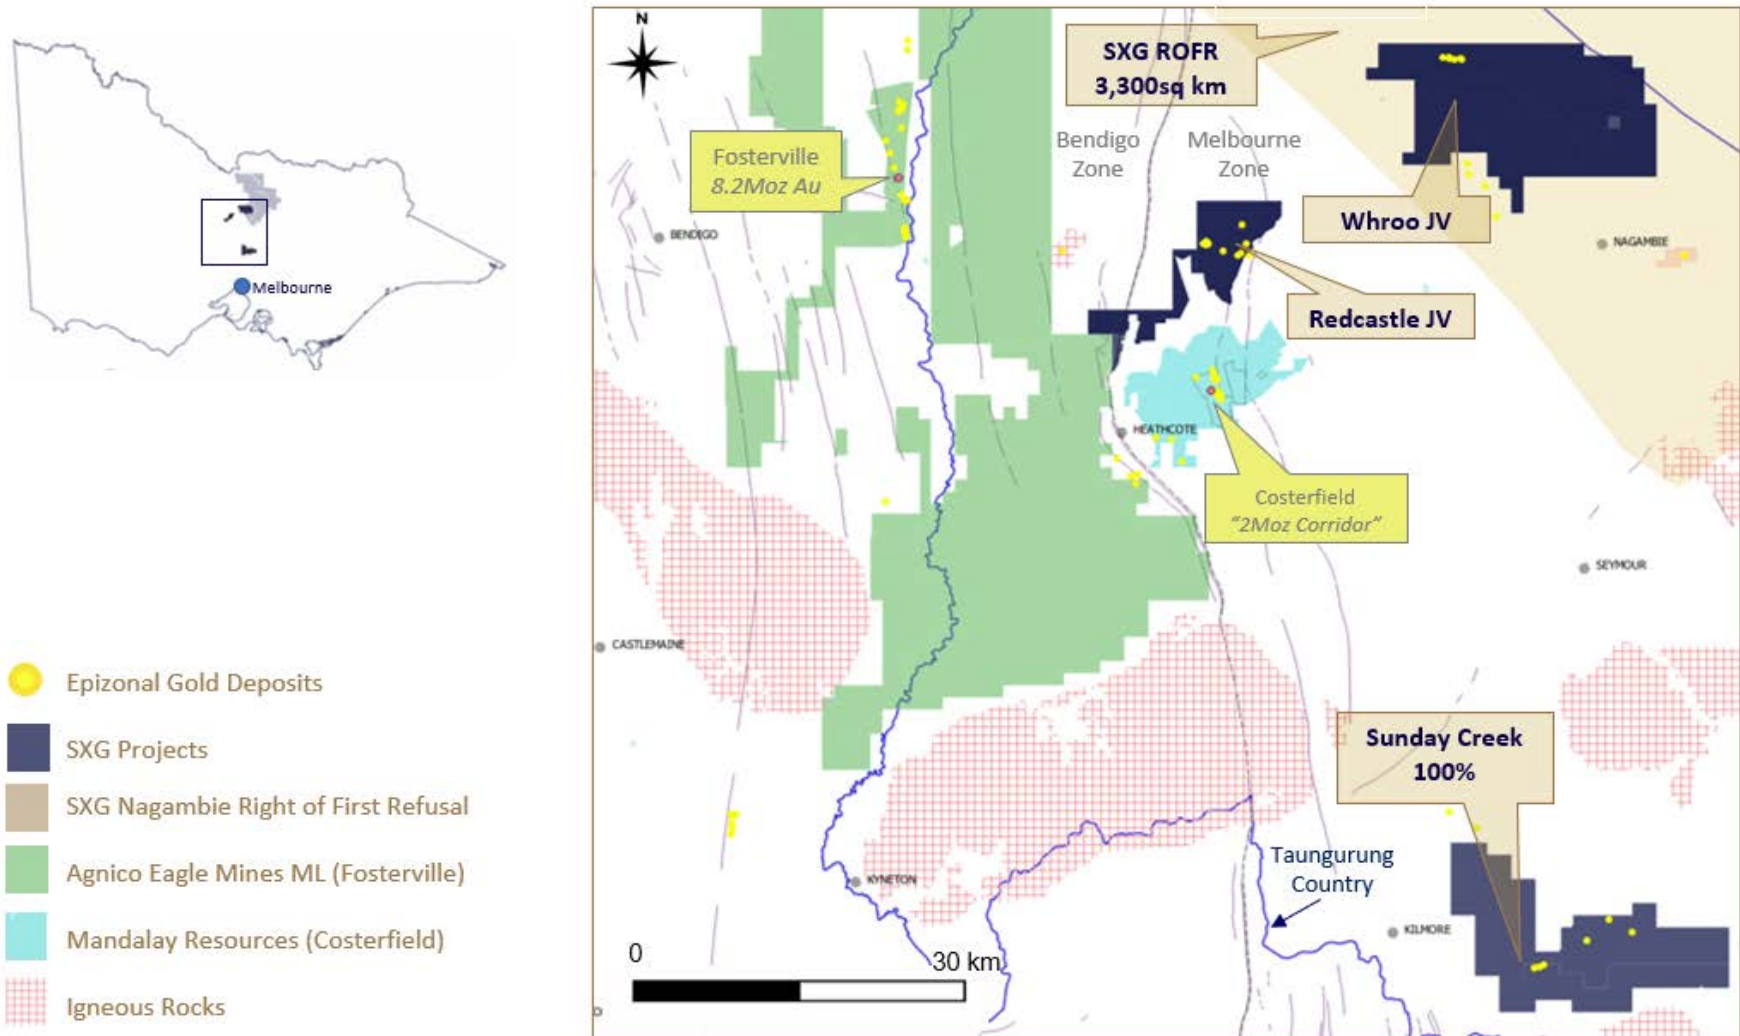 Melbourne
Epizonal Gold Deposits
SXG Projects
SXG Nagambie Right of First Refusal
Agnico Eagle Mines ML (Fosterville)
Mandalay Resources (Costerfield)
Igneous Rocks
N
SXG ROFR
3,300sq km
Bendigo
Zone
Melbourne
Zone
Fosterville
8.2Moz Au
BENDIGO
Whroo JV
NAGAMBIE
Redcastle JV
HEATHCOTE
Costerfield
"2Moz Corridor"
SEYMOUR
CASTLEMAINE
Sunday Creek
100%
Taungurung
Country
KYNETON
KILMORE
0
30 km